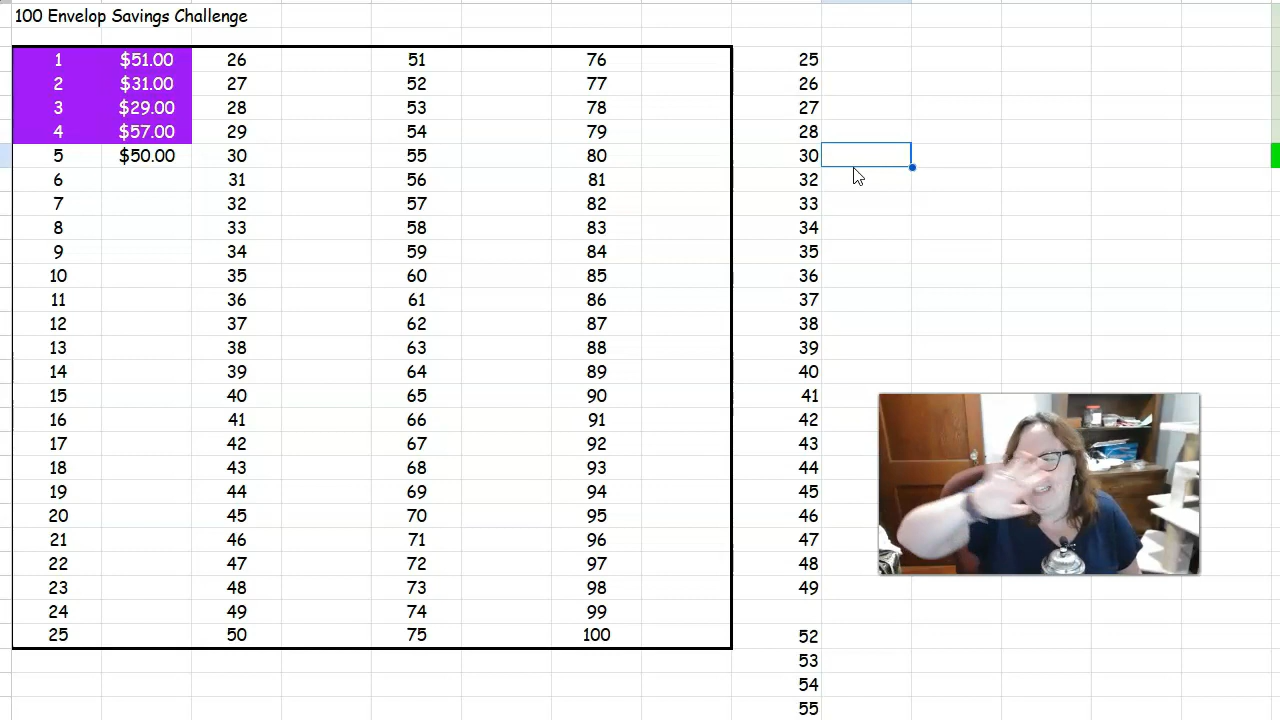 100 Envelop Savings Challenge
1 $51.00 26 51 76 25
2 $31.00 27 52 77 26
3 $29.00 28 53 78 27
4 $57.00 29 54 79 28
5 $50.00 30 55 80 30
6 31 56 81 32
7 32 57 82 33
8 33 58 83 34
9 34 59 84 35
10 35 60 85 36
11 36 61 86 37
12 37 62 87 38
13 38 63 88 39
14 39 64 89 40
15 40 65 90 41
16 41 66 91 42
17 42 67 92 43
18 43 68 93 44
19 44 69 94 45
20 45 70 95 46
21 46 71 96 47
22 47 72 97 48
23 48 73 98 49
24 49 74 99
25 50 75 100 52
53
54
55